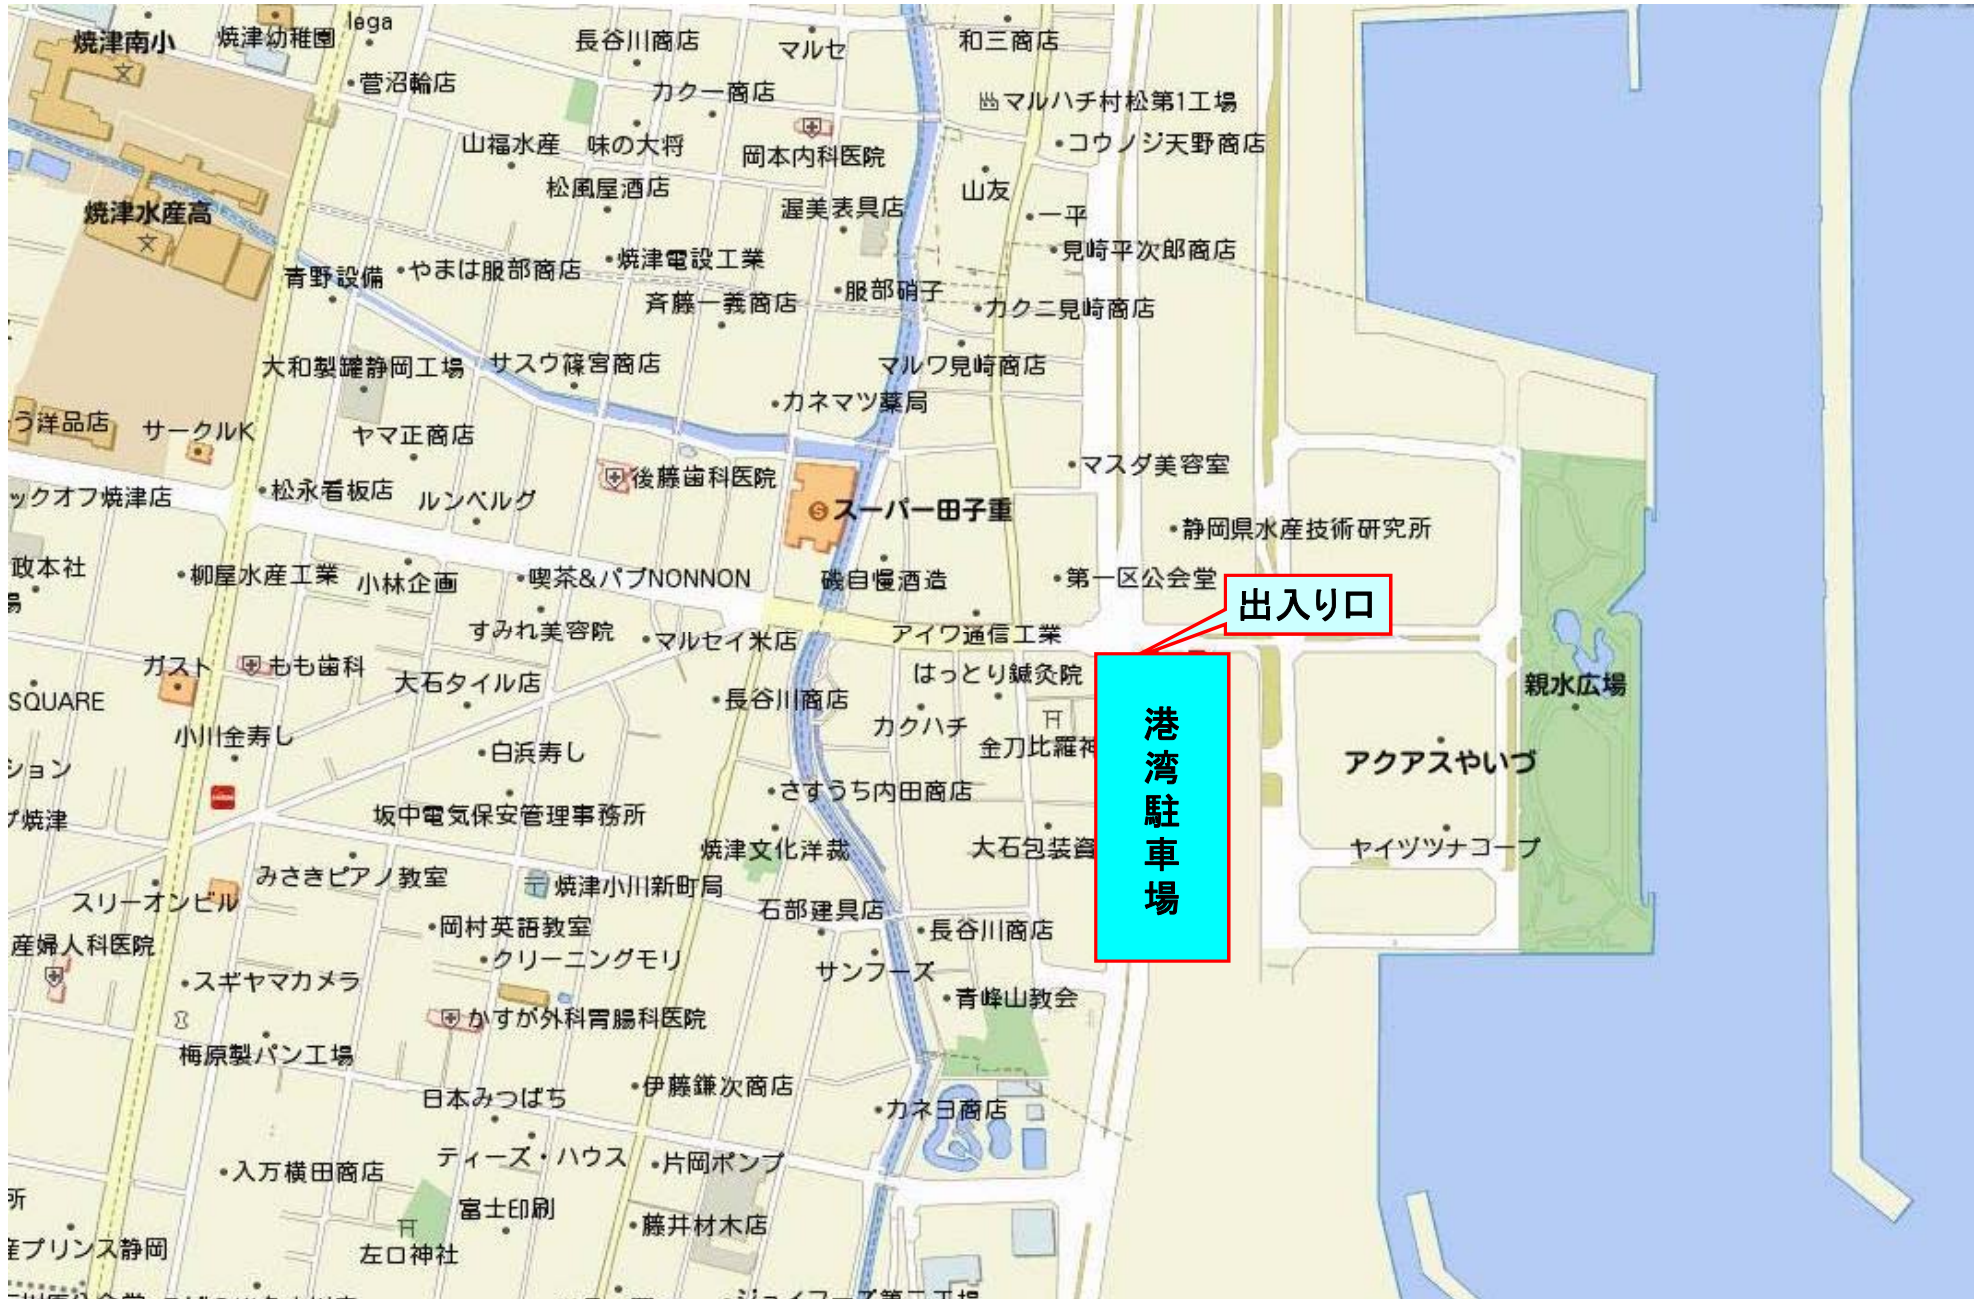 焼津南小
焼津幼稚園
lega
長谷川商店
マルセ
和三商店
菅沼輪店
カク一商店
マルハチ村松第1工場
山福水産
味の大将
岡本内科医院
コウノジ天野商店
松風屋酒店
山友
焼津水産高
渥美表具店
一平
焼津電設工業
見崎平次郎商店
青野設備
やまは服部商店
斉藤一義商店
服部硝子
カクニ見崎商店
大和製罐静岡工場
サスウ篠宮商店
マルワ見崎商店
カネマツ薬局
う洋品店
サークルK
ヤマ正商店
マスダ美容室
後藤歯科医院
ックオフ焼津店
松永看板店
ルンベルグ
スーパー田子重
静岡県水産技術研究所
政本社
場
柳屋水産工業
小林企画
喫茶&パブNONNON
磯自慢酒造
第一区公会堂
出入り口
すみれ美容院
マルセイ米店
アイワ通信工業
ガスト
もも歯科
大石タイル店
はっとり鍼灸院
SQUARE
長谷川商店
カクハチ
親水広場
小川金寿し
白浜寿し
金刀比羅神
港湾駐車場
アクアスやいづ
ション
さすうち内田商店
プ焼津
坂中電気保安管理事務所
焼津文化洋裁
大石包装資
ヤイヅツナコープ
みさきピアノ教室
焼津小川新町局
スリーオンビル
石部建具店
産婦人科医院
岡村英語教室
長谷川商店
クリーニングモリ
サンフーズ
スギヤマカメラ
青峰山教会
かすが外科胃腸科医院
梅原製パン工場
日本みつばち
伊藤鎌次商店
カネヨ商店
入万横田商店
ティーズ・ハウス
片岡ポンプ
所
富士印刷
藤井材木店
産プリンス静岡
左口神社